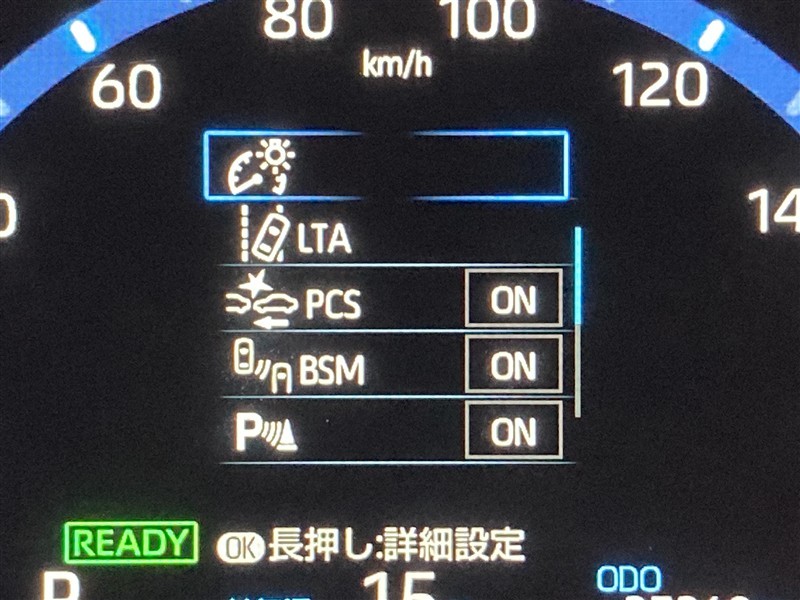 80 100
km/h
60 120
LTA
PCS ON
BSM ON
P ON
READY OK 長押し:詳細設定
ODO
P 15